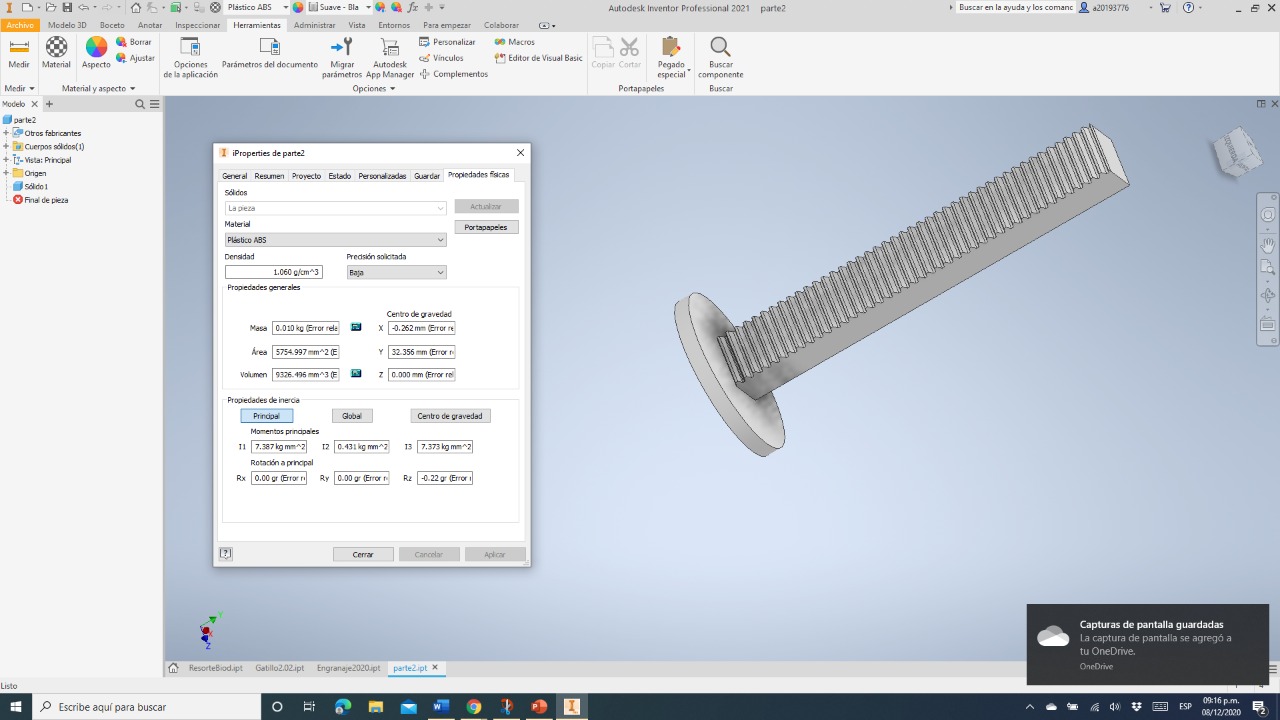 Plástico ABS
Suave - Bla
Autodesk Inventor Professional 2021 parte2
Buscar en la ayuda y los comanc
a20193776
Archivo Modelo 3D Boceto Anotar Inspeccionar Herramientas Administrar Vista Entornos Para empezar Colaborar
Medir
Material
Aspecto
Borrar
Ajustar
Opciones
de la aplicación
Parámetros del documento
Migrar
parámetros
Autodesk
App Manager
Personalizar
Vínculos
Complementos
Macros
Editor de Visual Basic
Copiar Cortar
Pegado
especial
Buscar
componente
Medir
Material y aspecto
Opciones
Portapapeles
Buscar
Modelo
parte2
Otros fabricantes
Cuerpos sólidos(1)
Vista: Principal
Origen
Sólido1
Final de pieza
iProperties de parte2
General Resumen Proyecto Estado Personalizadas Guardar Propiedades físicas
Sólidos
La pieza
Actualizar
Material
Portapapeles
Plástico ABS
Densidad
Precisión solicitada
1.060 g/cm^3
Baja
Propiedades generales
Centro de gravedad
Masa 0.010 kg (Error rela
X -0.262 mm (Error re
Área 5754.997 mm^2 (E
Y 32.356 mm (Error r
Volumen 9326.496 mm^3 (E
Z 0.000 mm (Error rel
Propiedades de inercia
Principal Global Centro de gravedad
Momentos principales
I1 7.387 kg mm^2 I2 0.431 kg mm^2 I3 7.373 kg mm^2
Rotación a principal
Rx 0.00 gr (Error r Ry 0.00 gr (Error r Rz -0.22 gr (Error r
Cerrar Cancelar Aplicar
Y
X
Z
Capturas de pantalla guardadas
La captura de pantalla se agregó a
tu OneDrive.
OneDrive
ResorteBiod.ipt Gatillo2.02.ipt Engranaje2020.ipt parte2.ipt
Listo
Escribe aquí para buscar
ESP
09:16 p.m.
08/12/2020